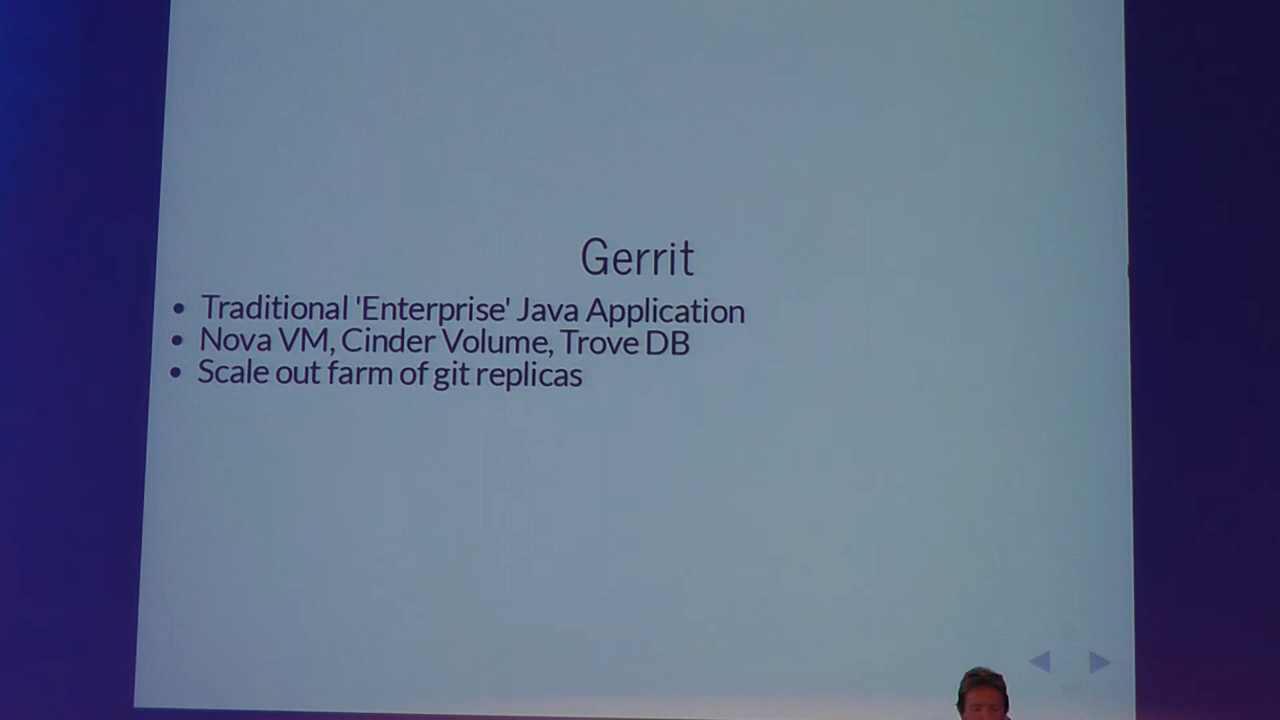 Gerrit
• Traditional 'Enterprise' Java Application
• Nova VM, Cinder Volume, Trove DB
• Scale out farm of git replicas